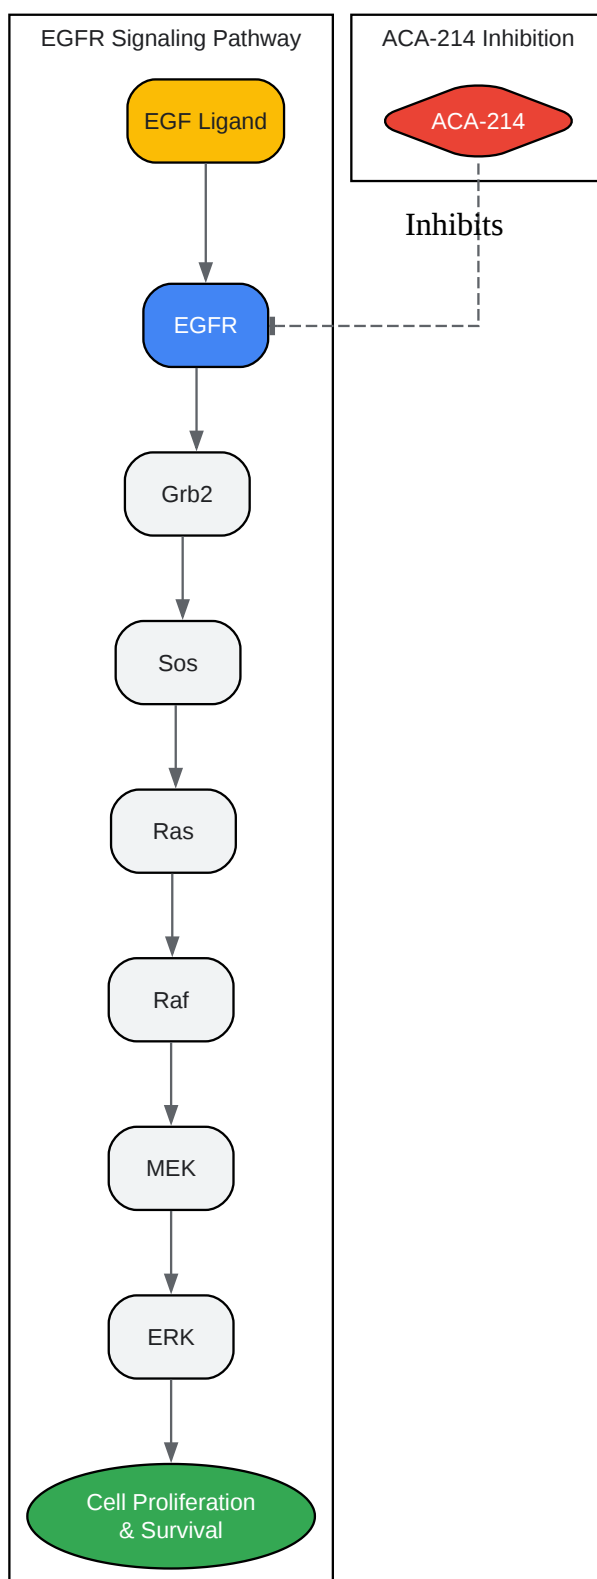 EGFR Signaling Pathway
ACA-214 Inhibition
EGF Ligand
ACA-214
Inhibits
EGFR
Grb2
Sos
Ras
Raf
MEK
ERK
Cell Proliferation
& Survival